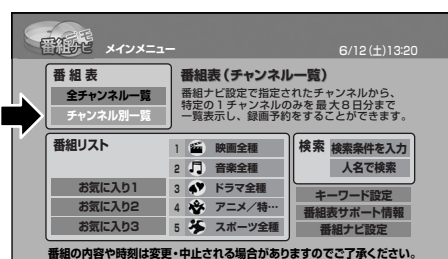 番組ナビ メインメニュー 6/12(土)13:20
番組表
全チャンネル一覧
チャンネル別一覧
番組表(チャンネル一覧)
番組ナビ設定で指定されたチャンネルから、
特定の1チャンネルのみを最大8日分まで
一覧表示し、録画予約をすることができます。
番組リスト
お気に入り1
お気に入り2
お気に入り3
1 映画全種
2 音楽全種
3 ドラマ全種
4 アニメ/特…
5 スポーツ全種
検索 検索条件を入力
人名で検索
キーワード設定
番組表サポート情報
番組ナビ設定
番組の内容や時刻は変更・中止される場合がありますのでご了承ください。